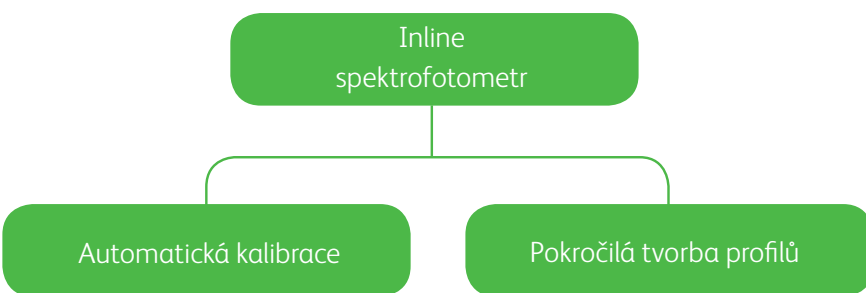 Inline
spektrofotometr
Automatická kalibrace
Pokročilá tvorba profilů